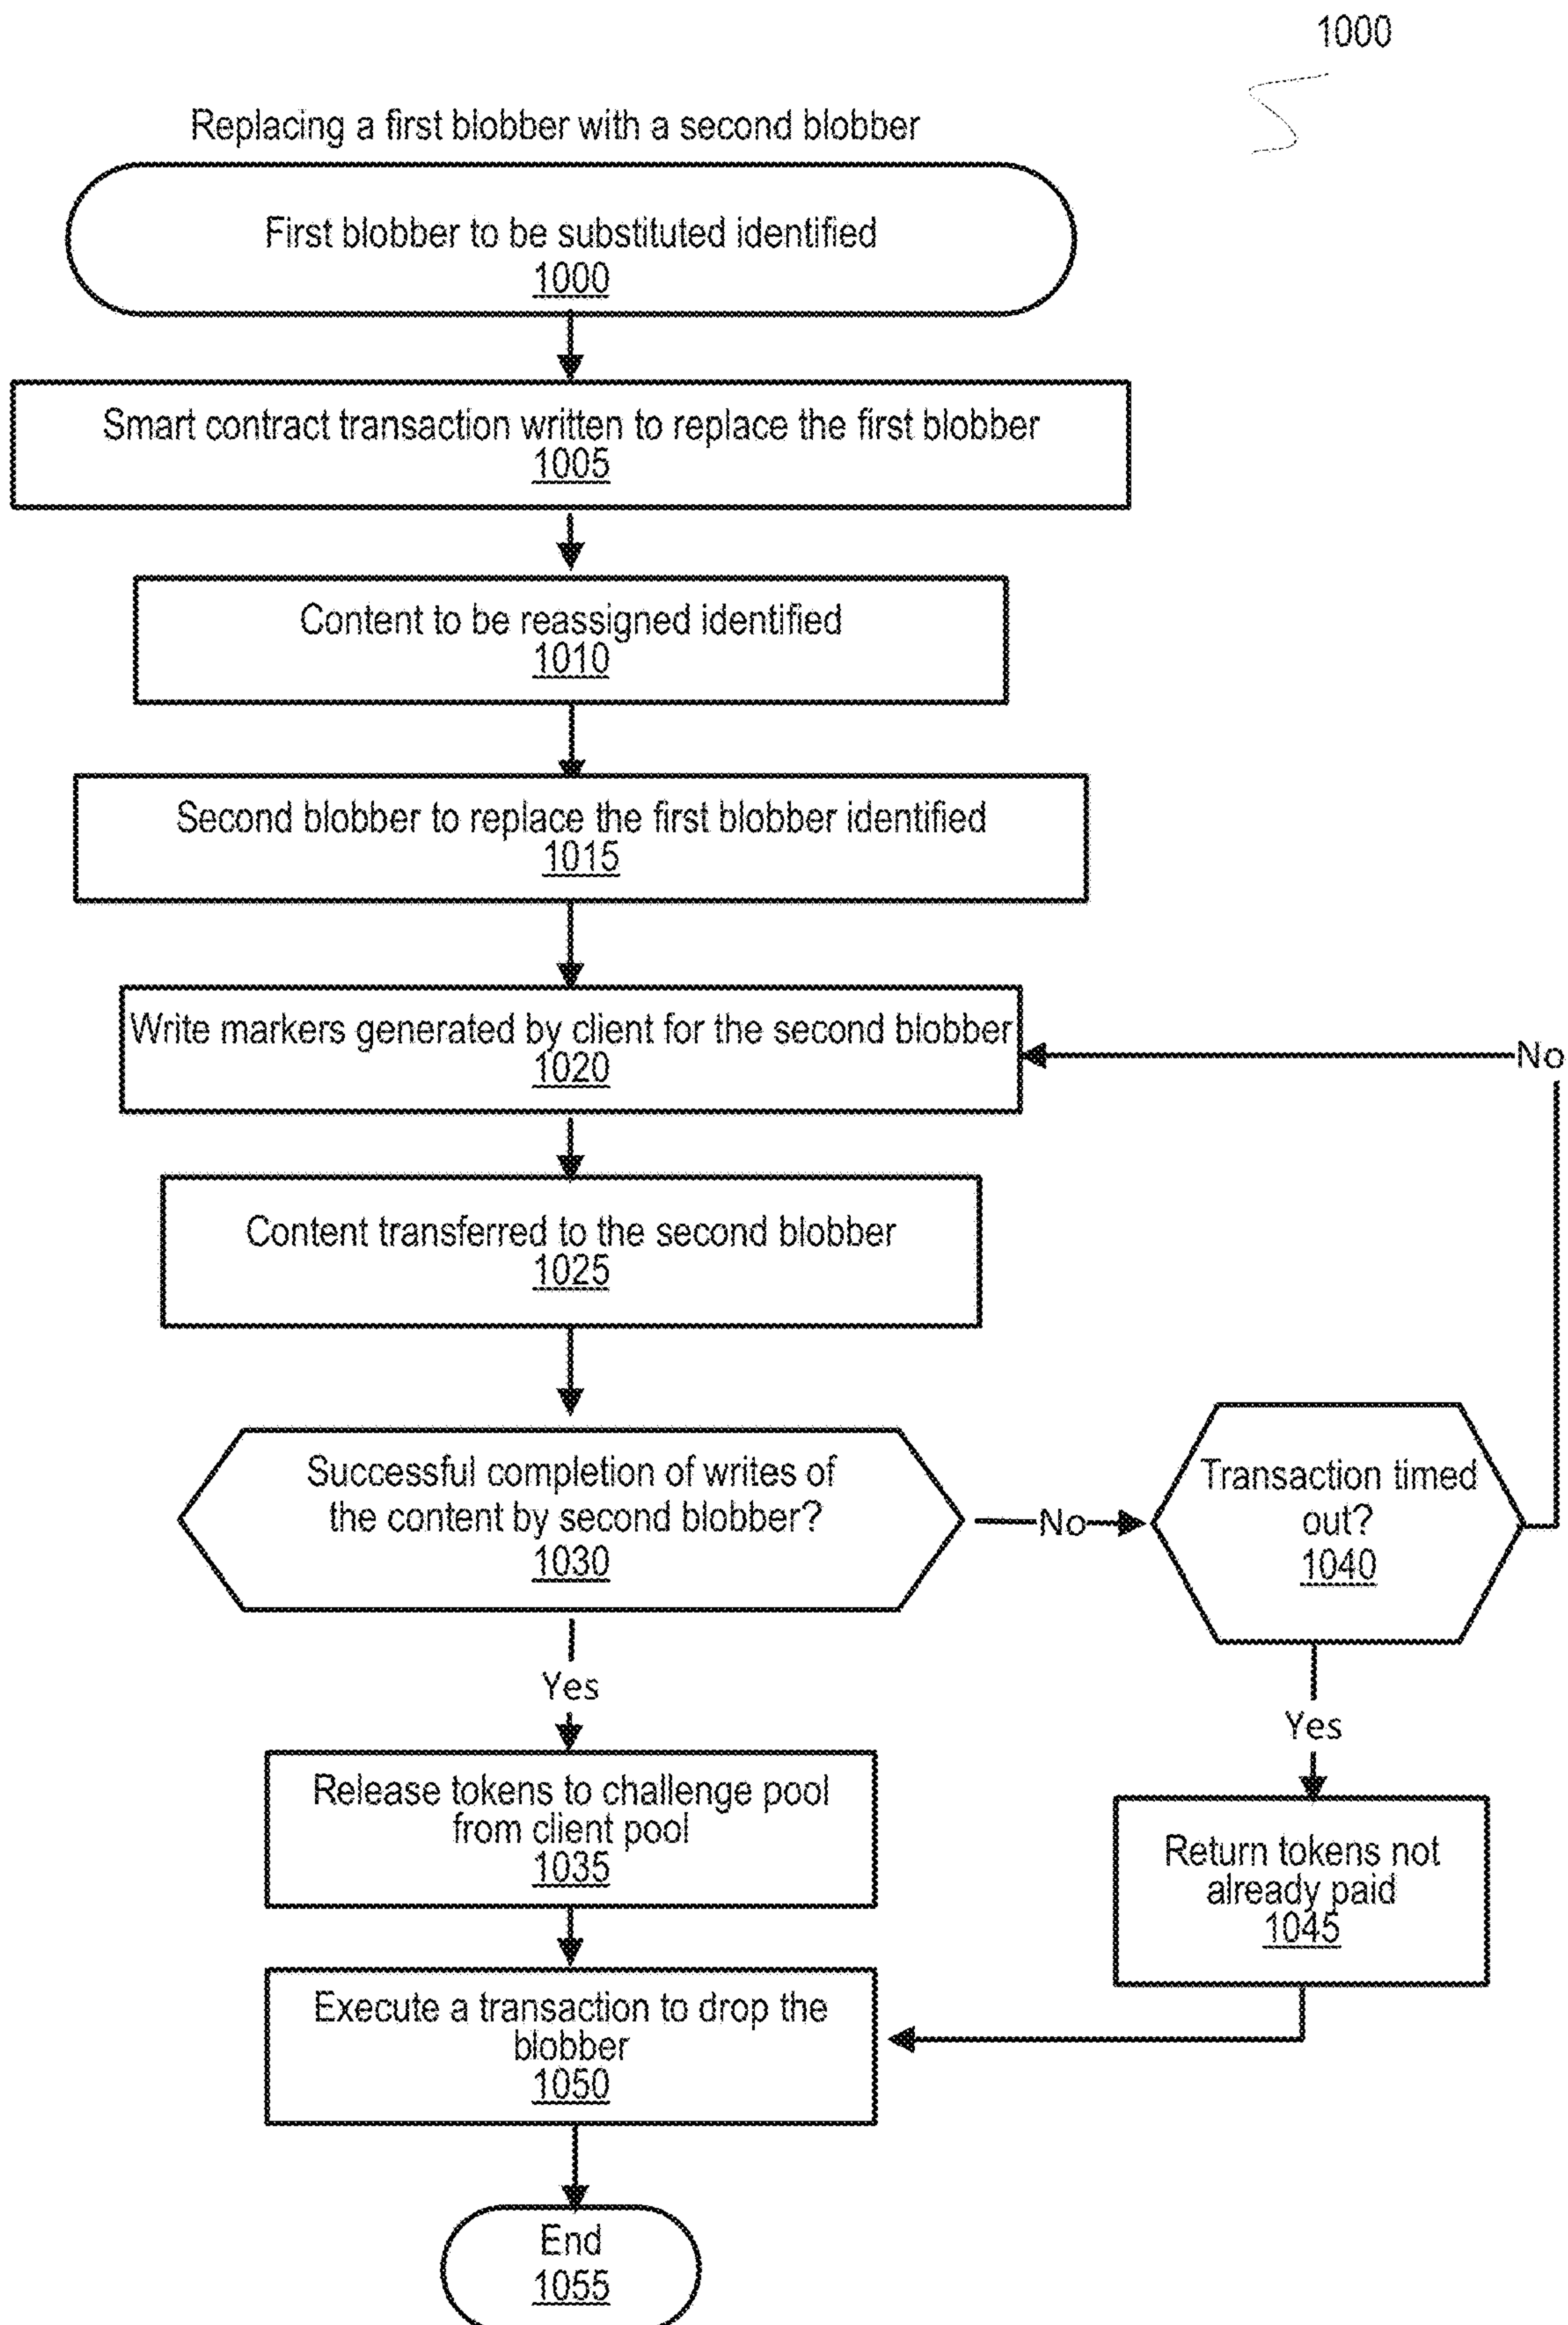 1000
Replacing a first blobber with a second blobber
First blobber to be substituted identified
1000
Smart contract transaction written to replace the first blobber
1005
Content to be reassigned identified
1010
Second blobber to replace the first blobber identified
1015
Write markers generated by client for the second blobber
1020
No
Content transferred to the second blobber
1025
Successful completion of writes of
the content by second blobber?
1030
No
Transaction timed
out?
1040
Yes
Yes
Release tokens to challenge pool
from client pool
1035
Return tokens not
already paid
1045
Execute a transaction to drop the
blobber
1050
End
1055